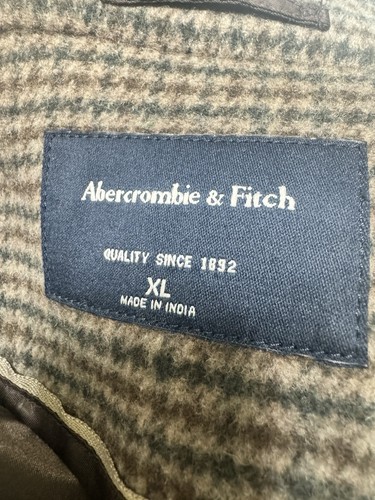 Abercrombie & Fitch
QUALITY SINCE 1892
XL
MADE IN INDIA